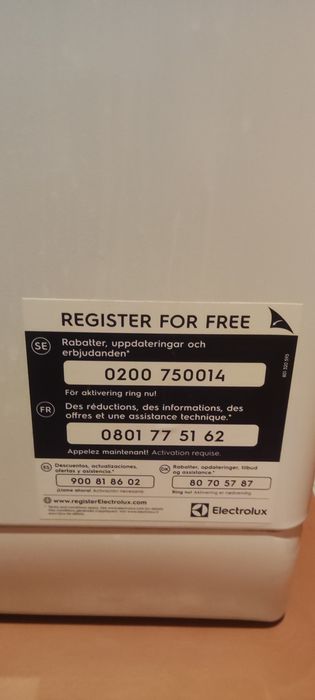 REGISTER FOR FREE
SE
Rabatter, uppdateringar och
erbjudanden*
0200 750014
För aktivering ring nu!
FR
Des réductions, des informations, des
offres et une assistance technique.*
0801 77 51 62
Appelez maintenant! Activation requise.
ES
Descuentos, actualizaciones,
ofertas y asistencia.*
900 81 86 02
¡Llame ahora! Activación necesaria
DK
Rabatter, opdateringer, tilbud
og assistance.*
80 70 57 87
Ring nu! Aktivering er nødvendig
www.registerElectrolux.com
Electrolux